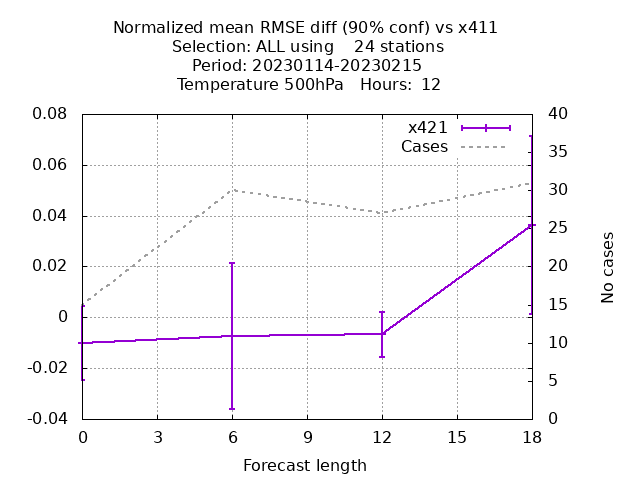 Normalized mean RMSE diff (90% conf) vs x411
Selection: ALL using    24 stations
Period: 20230114-20230215
Temperature 500hPa   Hours:  12
x421
Cases
0.08
0.06
0.04
0.02
0
-0.02
-0.04
40
35
30
25
20
15
10
5
0
No cases
0 3 6 9 12 15 18
Forecast length